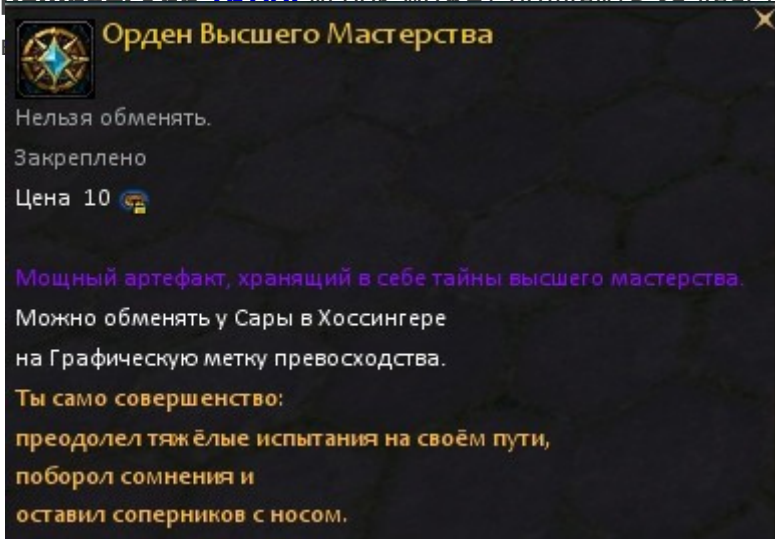 Орден Высшего Мастерства
Нельзя обменять.
Закреплено
Цена 10
Мощный артефакт, хранящий в себе тайны высшего мастерства.
Можно обменять у Сары в Хоссингере
на Графическую метку превосходства.
Ты само совершенство:
преодолел тяжёлые испытания на своём пути,
поборол сомнения и
оставил соперников с носом.